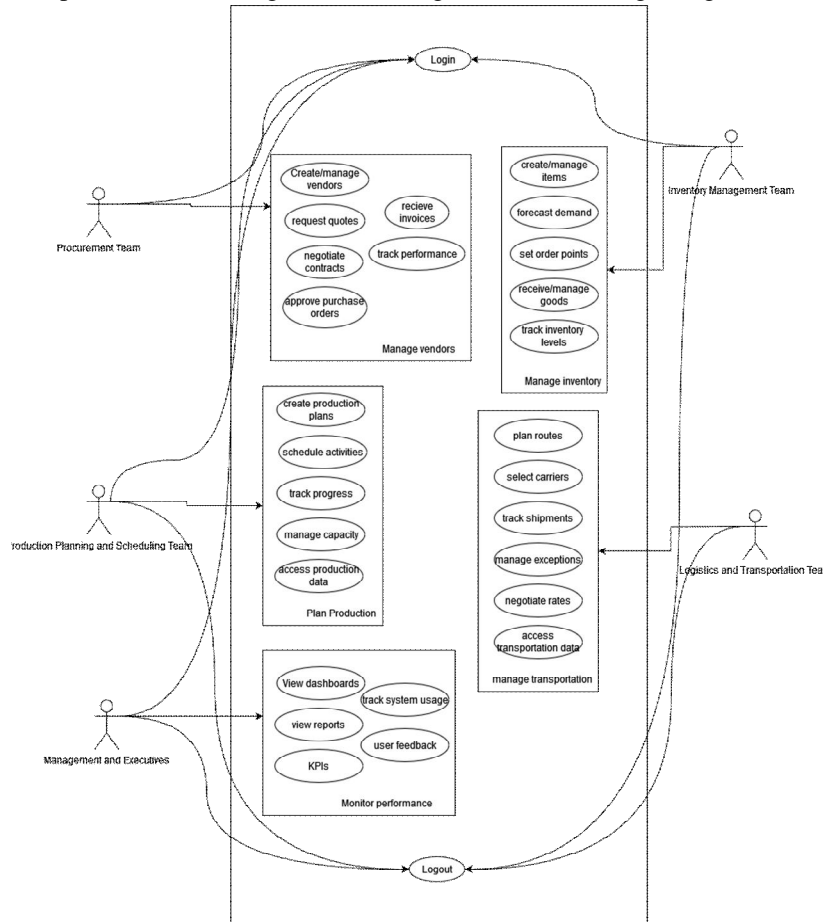 Login
Create/manage
vendors
recieve
invoices
request quotes
negotiate
contracts
track performance
approve purchase
orders
Manage vendors
Procurement Team
create/manage
items
forecast demand
set order points
receive/manage
goods
track inventory
levels
Manage inventory
Inventory Management Team
create production
plans
schedule activities
track progress
manage capacity
access production
data
Plan Production
roduction Planning and Scheduling Team
plan routes
select carriers
track shipments
manage exceptions
negotiate rates
access
transportation data
manage transportation
Logistics and Transportation Tea
View dashboards
track system usage
view reports
user feedback
KPIs
Monitor performance
Management and Executives
Logout